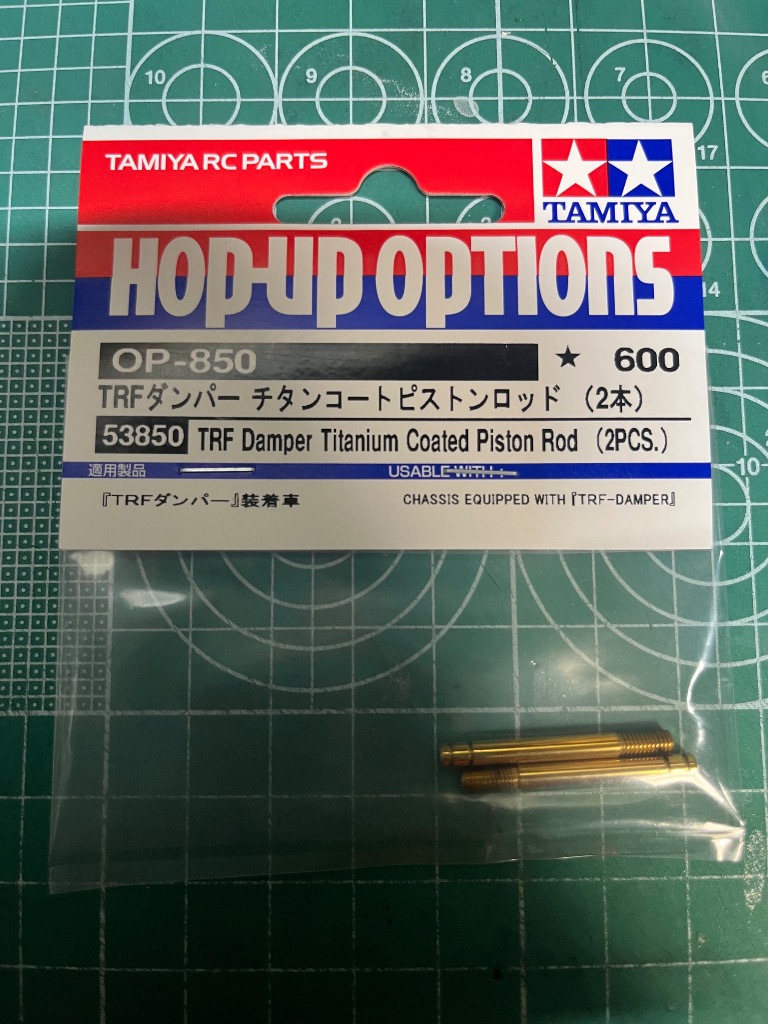 10 9 8 7 6
TAMIYA RC PARTS
TAMIYA
17
HOP-UP OPTIONS
14
OP-850 ★ 600
TRFダンパー チタンコートピストンロッド (2本)
53850 TRF Damper Titanium Coated Piston Rod (2PCS.)
適用製品 USABLE WITH :
10
『TRFダンパー』装着車 CHASSIS EQUIPPED WITH『TRF-DAMPER』